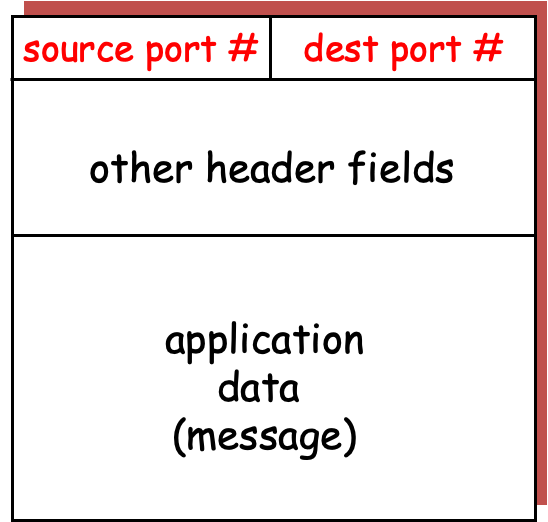 source port # dest port #
other header fields
application
data
(message)